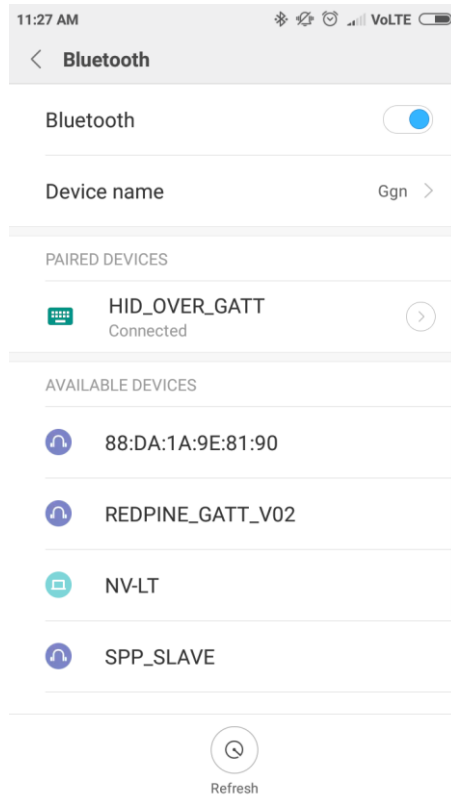 11:27 AM VoLTE
Bluetooth
Bluetooth
Device name Ggn
PAIRED DEVICES
HID_OVER_GATT
Connected
AVAILABLE DEVICES
88:DA:1A:9E:81:90
REDPINE_GATT_V02
NV-LT
SPP_SLAVE
Refresh